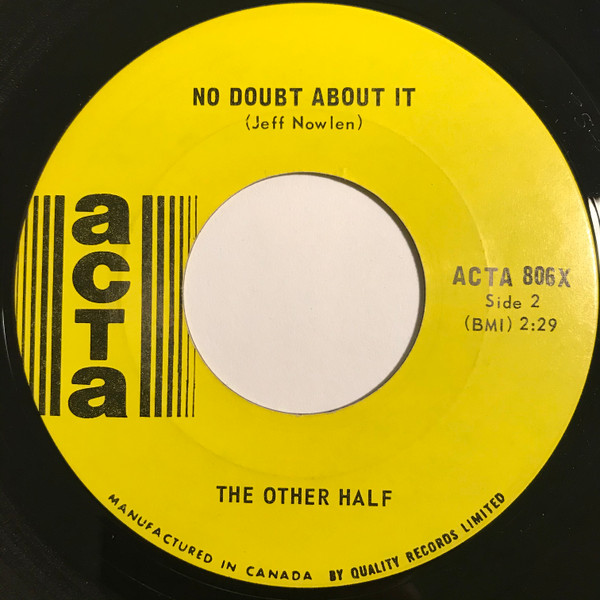 NO DOUBT ABOUT IT
(Jeff Nowlen)
acTa
ACTA 806X
Side 2
(BMI) 2:29
THE OTHER HALF
MANUFACTURED IN CANADA BY QUALITY RECORDS LIMITED